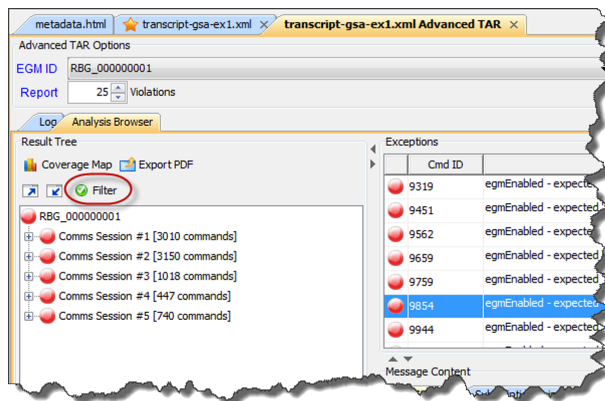 metadata.html transcript-gsa-ex1.xml transcript-gsa-ex1.xml Advanced TAR
Advanced TAR Options
EGM ID RBG_000000001
Report 25 Violations
Log Analysis Browser
Result Tree
Coverage Map Export PDF
Filter
RBG_000000001
Comms Session #1 [3010 commands]
Comms Session #2 [3150 commands]
Comms Session #3 [1018 commands]
Comms Session #4 [447 commands]
Comms Session #5 [740 commands]
Exceptions
Cmd ID
9319 egmEnabled - expected
9451 egmEnabled - expected
9562 egmEnabled - expected
9659 egmEnabled - expected
9759 egmEnabled - expected
9854 egmEnabled - expected
9944 egmEnabled - expected
Message Content